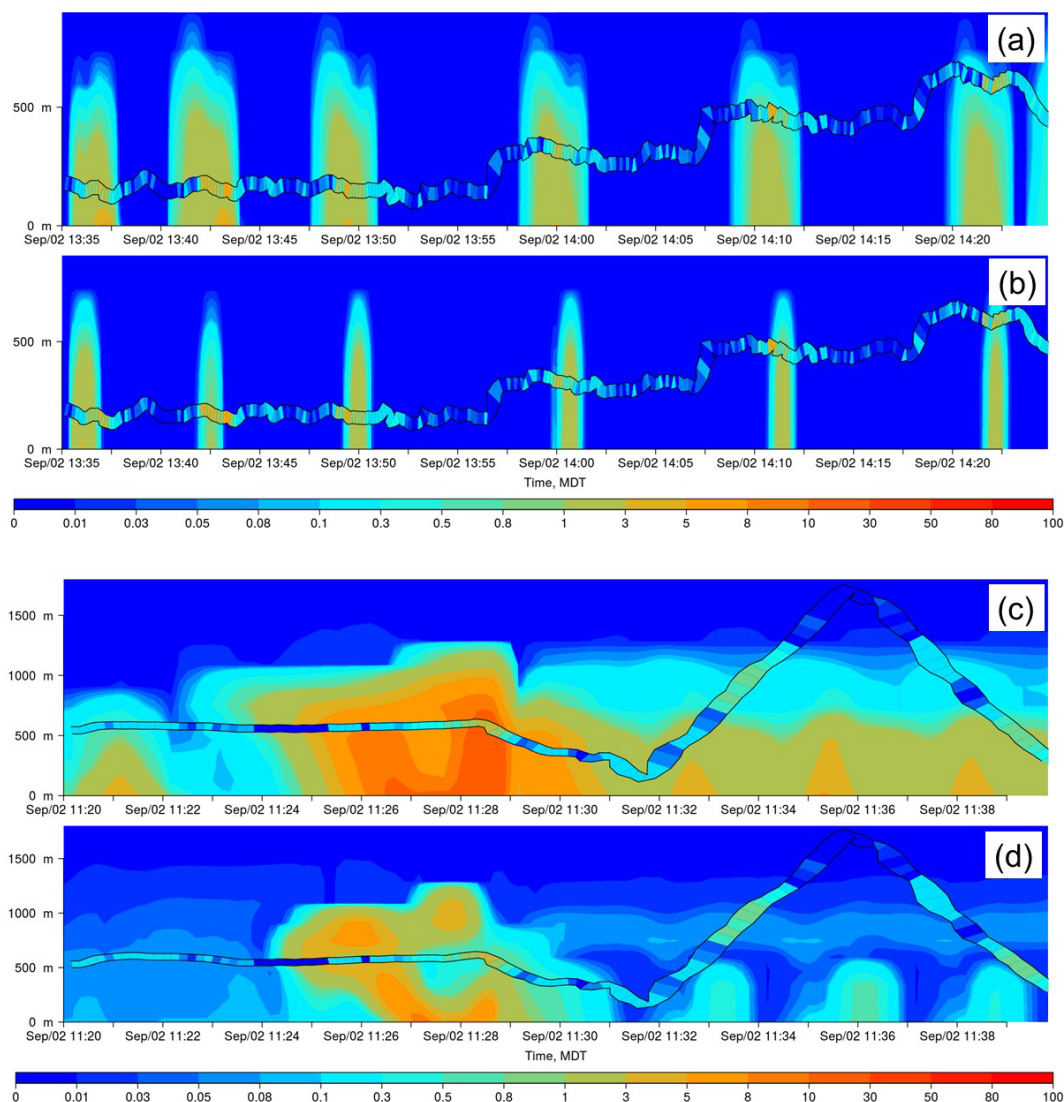 (a)
500 m
0 m
Sep/02 13:35 Sep/02 13:40 Sep/02 13:45 Sep/02 13:50 Sep/02 13:55 Sep/02 14:00 Sep/02 14:05 Sep/02 14:10 Sep/02 14:15 Sep/02 14:20
(b)
500 m
0 m
Sep/02 13:35 Sep/02 13:40 Sep/02 13:45 Sep/02 13:50 Sep/02 13:55 Sep/02 14:00 Sep/02 14:05 Sep/02 14:10 Sep/02 14:15 Sep/02 14:20
Time, MDT
0 0.01 0.03 0.05 0.08 0.1 0.3 0.5 0.8 1 3 5 8 10 30 50 80 100
(c)
1500 m
1000 m
500 m
0 m
Sep/02 11:20 Sep/02 11:22 Sep/02 11:24 Sep/02 11:26 Sep/02 11:28 Sep/02 11:30 Sep/02 11:32 Sep/02 11:34 Sep/02 11:36 Sep/02 11:38
(d)
1500 m
1000 m
500 m
0 m
Sep/02 11:20 Sep/02 11:22 Sep/02 11:24 Sep/02 11:26 Sep/02 11:28 Sep/02 11:30 Sep/02 11:32 Sep/02 11:34 Sep/02 11:36 Sep/02 11:38
Time, MDT
0 0.01 0.03 0.05 0.08 0.1 0.3 0.5 0.8 1 3 5 8 10 30 50 80 100